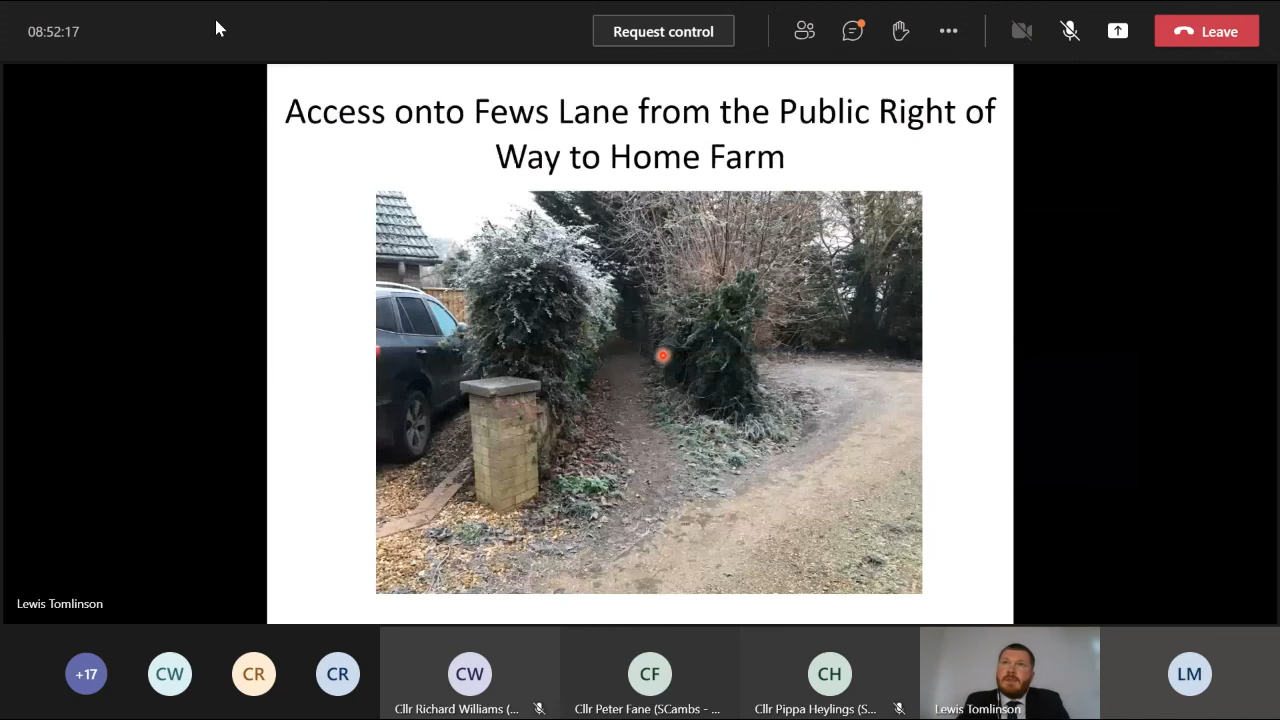 08:52:17
Request control
Leave
Access onto Fews Lane from the Public Right of
Way to Home Farm
Lewis Tomlinson
+17
CW
CR
CR
CW
CF
CH
LM
Cllr Richard Williams (...
Cllr Peter Fane (SCambs - ...
Cllr Pippa Heylings (S...
Lewis Tomlinson